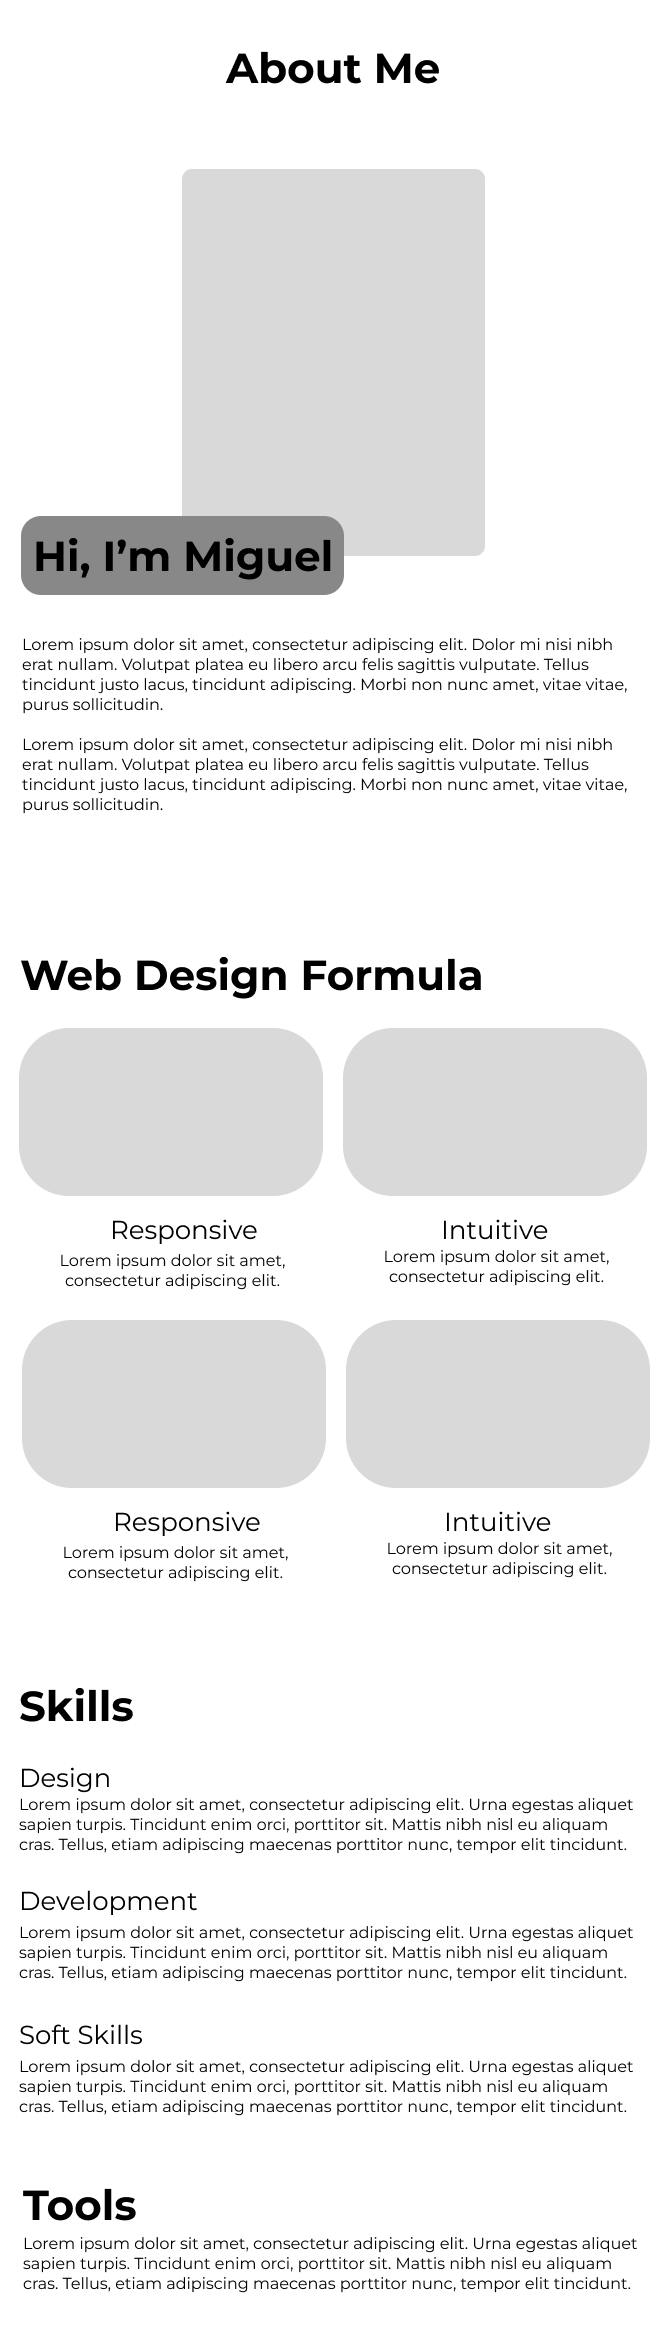 About Me
Hi, I’m Miguel
Lorem ipsum dolor sit amet, consectetur adipiscing elit. Dolor mi nisi nibh
erat nullam. Volutpat platea eu libero arcu felis sagittis vulputate. Tellus
tincidunt justo lacus, tincidunt adipiscing. Morbi non nunc amet, vitae vitae,
purus sollicitudin.
Lorem ipsum dolor sit amet, consectetur adipiscing elit. Dolor mi nisi nibh
erat nullam. Volutpat platea eu libero arcu felis sagittis vulputate. Tellus
tincidunt justo lacus, tincidunt adipiscing. Morbi non nunc amet, vitae vitae,
purus sollicitudin.
Web Design Formula
Responsive
Lorem ipsum dolor sit amet,
consectetur adipiscing elit.
Intuitive
Lorem ipsum dolor sit amet,
consectetur adipiscing elit.
Responsive
Lorem ipsum dolor sit amet,
consectetur adipiscing elit.
Intuitive
Lorem ipsum dolor sit amet,
consectetur adipiscing elit.
Skills
Design
Lorem ipsum dolor sit amet, consectetur adipiscing elit. Urna egestas aliquet
sapien turpis. Tincidunt enim orci, porttitor sit. Mattis nibh nisl eu aliquam
cras. Tellus, etiam adipiscing maecenas porttitor nunc, tempor elit tincidunt.
Development
Lorem ipsum dolor sit amet, consectetur adipiscing elit. Urna egestas aliquet
sapien turpis. Tincidunt enim orci, porttitor sit. Mattis nibh nisl eu aliquam
cras. Tellus, etiam adipiscing maecenas porttitor nunc, tempor elit tincidunt.
Soft Skills
Lorem ipsum dolor sit amet, consectetur adipiscing elit. Urna egestas aliquet
sapien turpis. Tincidunt enim orci, porttitor sit. Mattis nibh nisl eu aliquam
cras. Tellus, etiam adipiscing maecenas porttitor nunc, tempor elit tincidunt.
Tools
Lorem ipsum dolor sit amet, consectetur adipiscing elit. Urna egestas aliquet
sapien turpis. Tincidunt enim orci, porttitor sit. Mattis nibh nisl eu aliquam
cras. Tellus, etiam adipiscing maecenas porttitor nunc, tempor elit tincidunt.